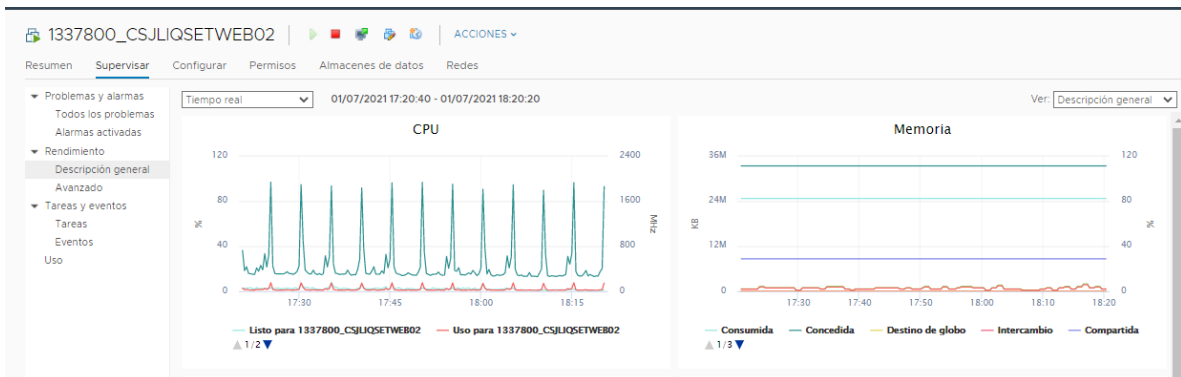 1337800_CSJLIQSETWEB02 ACCIONES
Resumen Supervisar Configurar Permisos Almacenes de datos Redes
Problemas y alarmas
Todos los problemas
Alarmas activadas
Rendimiento
Descripción general
Avanzado
Tareas y eventos
Tareas
Eventos
Uso
Tiempo real 01/07/2021 17:20:40 - 01/07/2021 18:20:20 Ver: Descripción general
CPU
120 2400
80 1600
40 800
0 0
%
MHz
17:30 17:45 18:00 18:15
Listo para 1337800_CSJLIQSETWEB02 Uso para 1337800_CSJLIQSETWEB02
1/2
Memoria
36M 120
24M 80
12M 40
0 0
KB
%
17:30 17:40 17:50 18:00 18:10 18:20
Consumida Concedida Destino de globo Intercambio Compartida
1/3